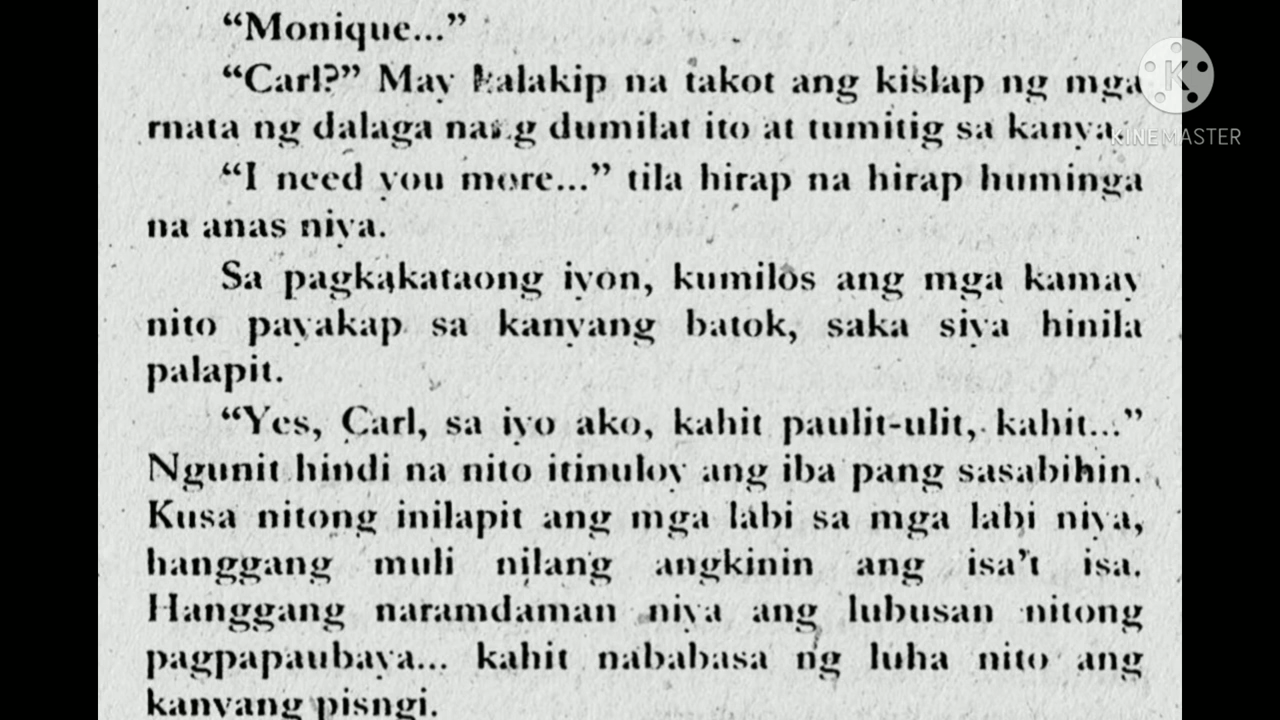 “Monique...”
“Carl?” May kalakip na takot ang kislap ng mga
mata ng dalaga nang dumilat ito at tumitig sa kanya.
“I need you more...” tila hirap na hirap huminga
na anas niya.
Sa pagkakataong iyon, kumilos ang mga kamay
nito payakap sa kanyang batok, saka siya hinila
palapit.
“Yes, Carl, sa iyo ako, kahit paulit-ulit, kahit...”
Ngunit hindi na nito itinuloy ang iba pang sasabihin.
Kusa nitong inilapit ang mga labi sa mga labi niya,
hanggang muli nilang angkinin ang isa’t isa.
Hanggang naramdaman niya ang lubusan nitong
pagpapaubaya... kahit nababasa ng luha nito ang
kanyang pisngi.
K
KINEMASTER